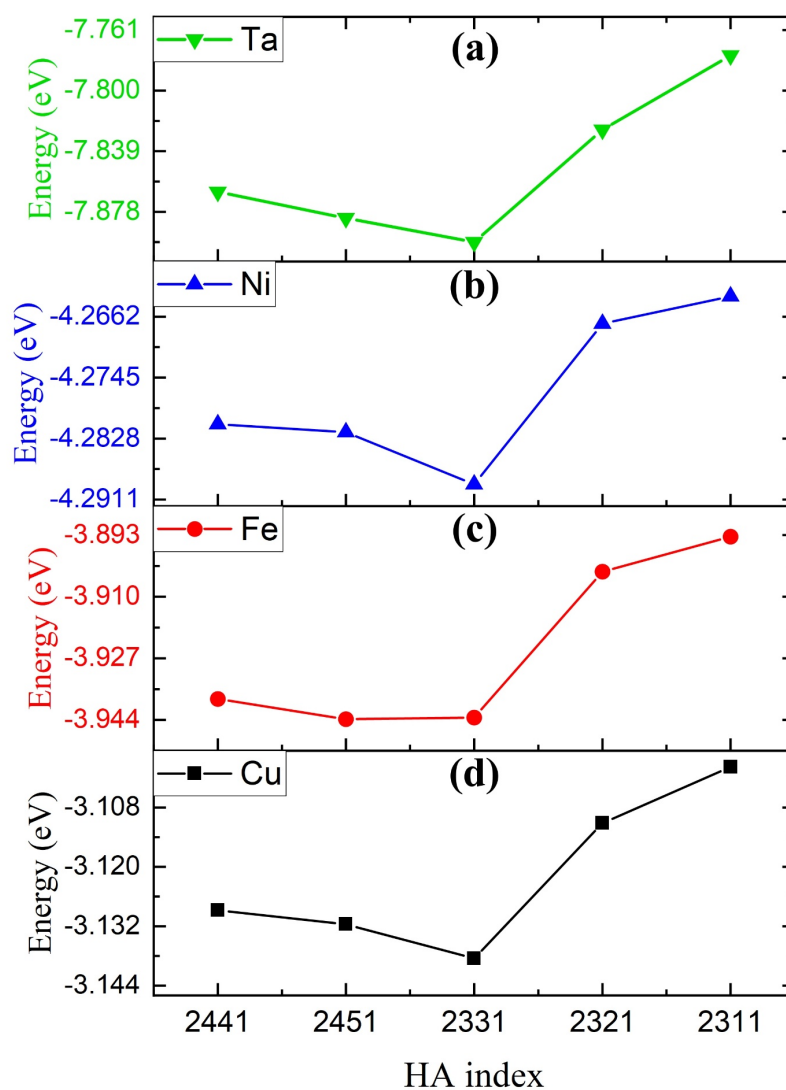 Ta
(a)
-7.761
-7.800
-7.839
-7.878
Energy (eV)
Ni
(b)
-4.2662
-4.2745
-4.2828
-4.2911
Energy (eV)
Fe
(c)
-3.893
-3.910
-3.927
-3.944
Energy (eV)
Cu
(d)
-3.108
-3.120
-3.132
-3.144
Energy (eV)
2441 2451 2331 2321 2311
HA index